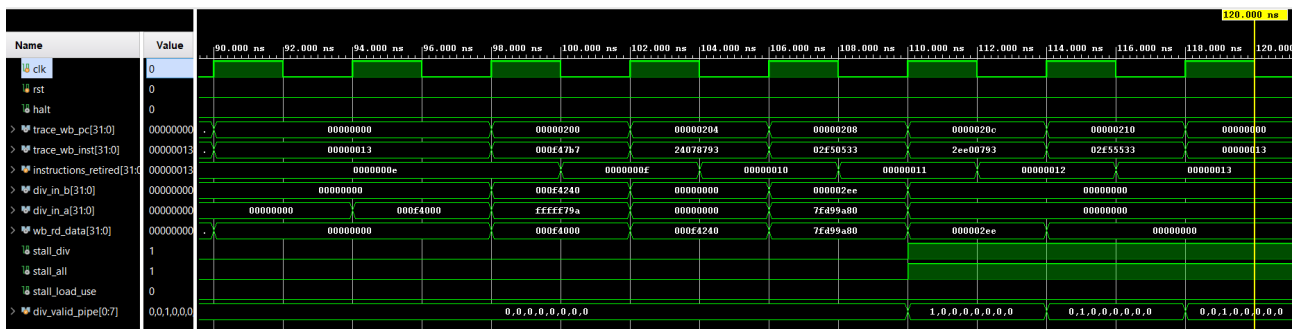 120.000 ns
Name Value 90.000 ns 92.000 ns 94.000 ns 96.000 ns 98.000 ns 100.000 ns 102.000 ns 104.000 ns 106.000 ns 108.000 ns 110.000 ns 112.000 ns 114.000 ns 116.000 ns 118.000 ns 120.00
clk 0
rst 0
halt 0
trace_wb_pc[31:0] 00000000 00000000 00000200 00000204 00000208 0000020c 00000210 00000000
trace_wb_inst[31:0] 00000013 00000013 000f47b7 24078793 02f50533 2ee00793 02f55533 00000013
instructions_retired[31:0 00000013 0000000e 0000000f 00000010 00000011 00000012 00000013
div_in_b[31:0] 00000000 00000000 000f4240 00000000 000002ee 00000000
div_in_a[31:0] 00000000 00000000 000f4000 fffff79a 00000000 7fd99a80 00000000
wb_rd_data[31:0] 00000000 00000000 000f4000 000f4240 7fd99a80 000002ee 00000000
stall_div 1
stall_all 1
stall_load_use 0
div_valid_pipe[0:7] 0,0,1,0,0,0 0,0,0,0,0,0,0,0 1,0,0,0,0,0,0,0 0,1,0,0,0,0,0,0 0,0,1,0,0,0,0,0